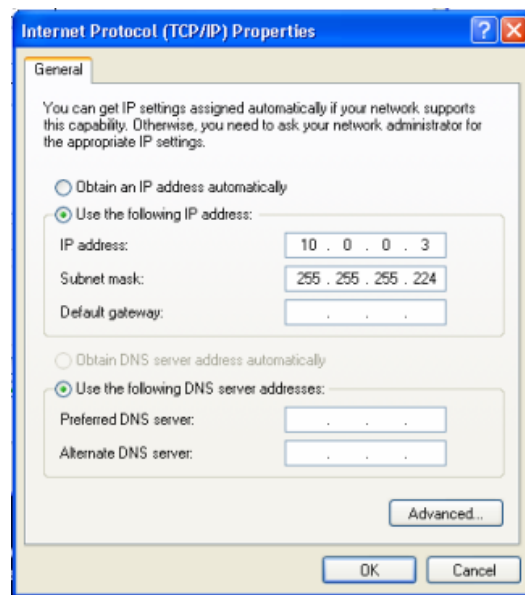 Internet Protocol (TCP/IP) Properties
General
You can get IP settings assigned automatically if your network supports
this capability. Otherwise, you need to ask your network administrator for
the appropriate IP settings.
Obtain an IP address automatically
Use the following IP address:
IP address: 10 . 0 . 0 . 3
Subnet mask: 255 . 255 . 255 . 224
Default gateway: . . .
Obtain DNS server address automatically
Use the following DNS server addresses:
Preferred DNS server: . . .
Alternate DNS server: . . .
Advanced...
OK Cancel